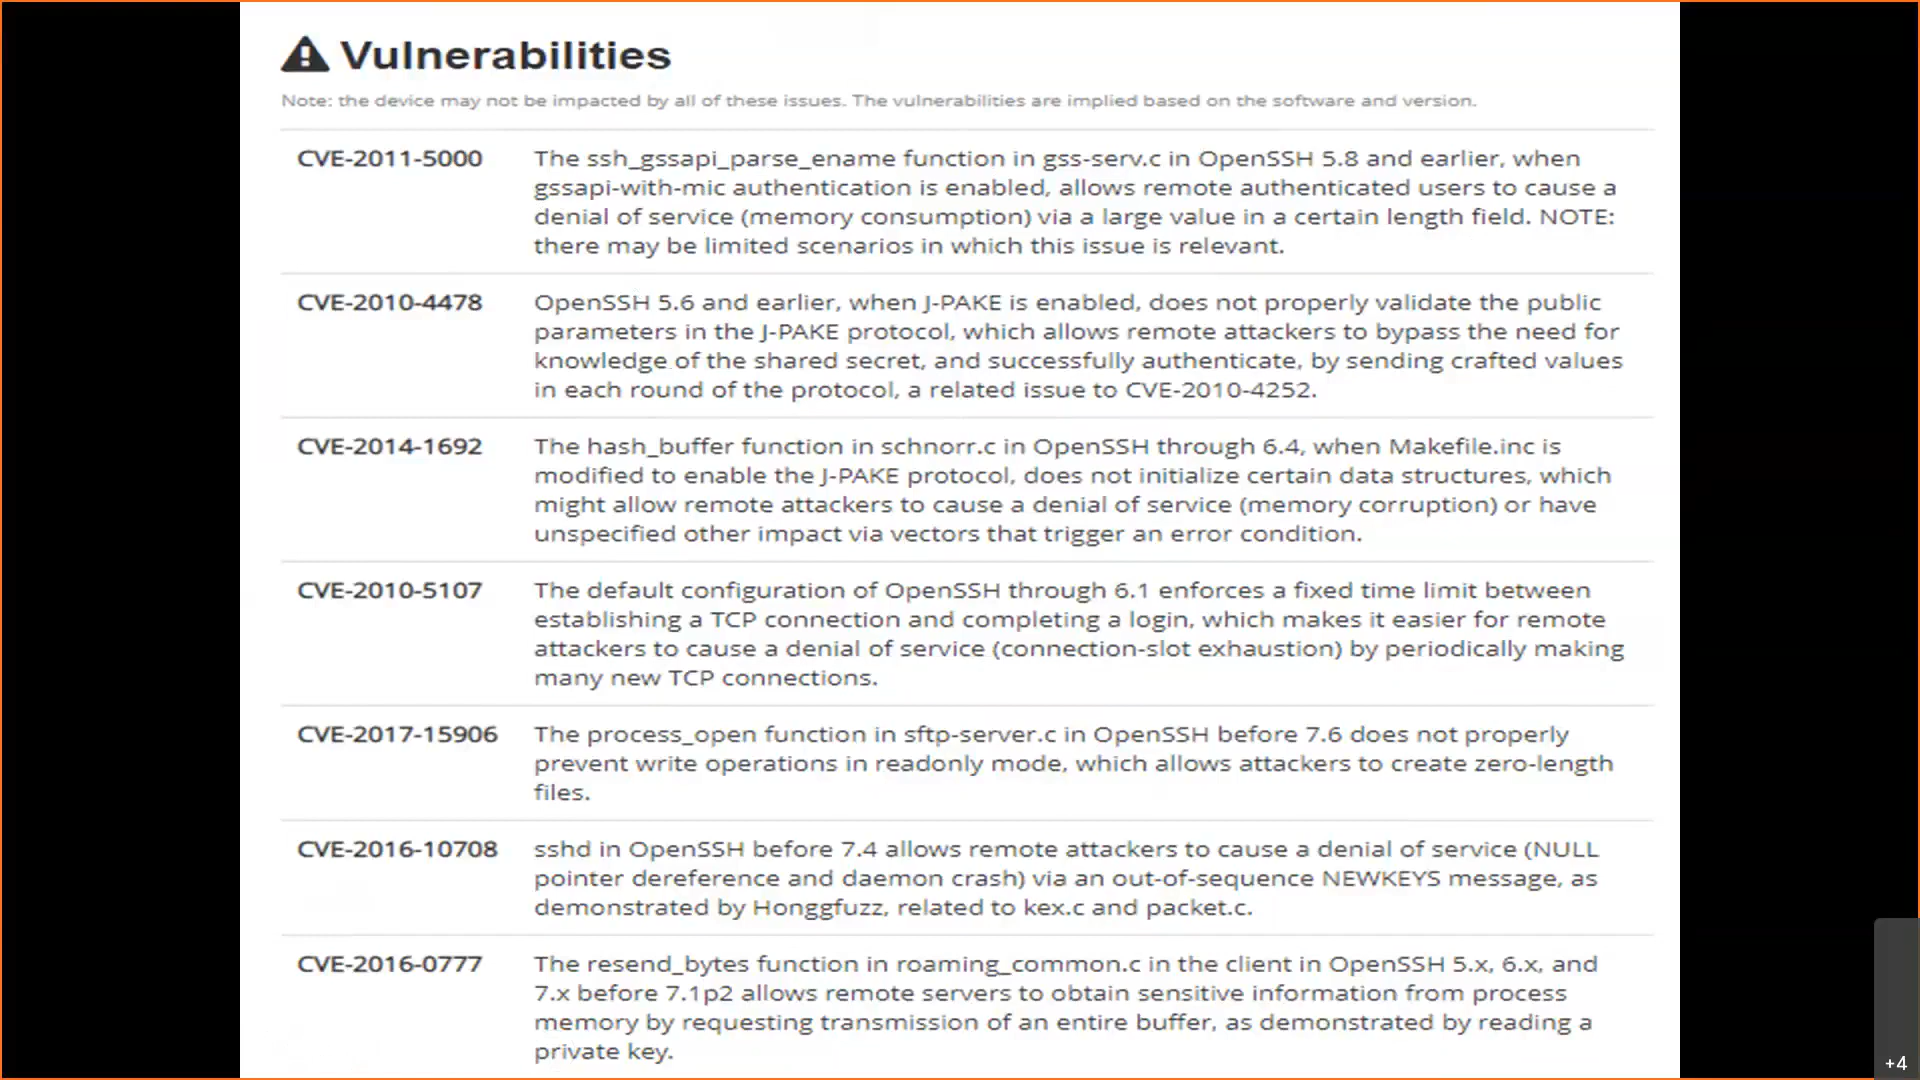 Vulnerabilities
Note: the device may not be impacted by all of these issues. The vulnerabilities are implied based on the software and version.
CVE-2011-5000
The ssh_gssapi_parse_ename function in gss-serv.c in OpenSSH 5.8 and earlier, when
gssapi-with-mic authentication is enabled, allows remote authenticated users to cause a
denial of service (memory consumption) via a large value in a certain length field. NOTE:
there may be limited scenarios in which this issue is relevant.
CVE-2010-4478
OpenSSH 5.6 and earlier, when J-PAKE is enabled, does not properly validate the public
parameters in the J-PAKE protocol, which allows remote attackers to bypass the need for
knowledge of the shared secret, and successfully authenticate, by sending crafted values
in each round of the protocol, a related issue to CVE-2010-4252.
CVE-2014-1692
The hash_buffer function in schnorr.c in OpenSSH through 6.4, when Makefile.inc is
modified to enable the J-PAKE protocol, does not initialize certain data structures, which
might allow remote attackers to cause a denial of service (memory corruption) or have
unspecified other impact via vectors that trigger an error condition.
CVE-2010-5107
The default configuration of OpenSSH through 6.1 enforces a fixed time limit between
establishing a TCP connection and completing a login, which makes it easier for remote
attackers to cause a denial of service (connection-slot exhaustion) by periodically making
many new TCP connections.
CVE-2017-15906
The process_open function in sftp-server.c in OpenSSH before 7.6 does not properly
prevent write operations in readonly mode, which allows attackers to create zero-length
files.
CVE-2016-10708
sshd in OpenSSH before 7.4 allows remote attackers to cause a denial of service (NULL
pointer dereference and daemon crash) via an out-of-sequence NEWKEYS message, as
demonstrated by Honggfuzz, related to kex.c and packet.c.
CVE-2016-0777
The resend_bytes function in roaming_common.c in the client in OpenSSH 5.x, 6.x, and
7.x before 7.1p2 allows remote servers to obtain sensitive information from process
memory by requesting transmission of an entire buffer, as demonstrated by reading a
private key.
+4